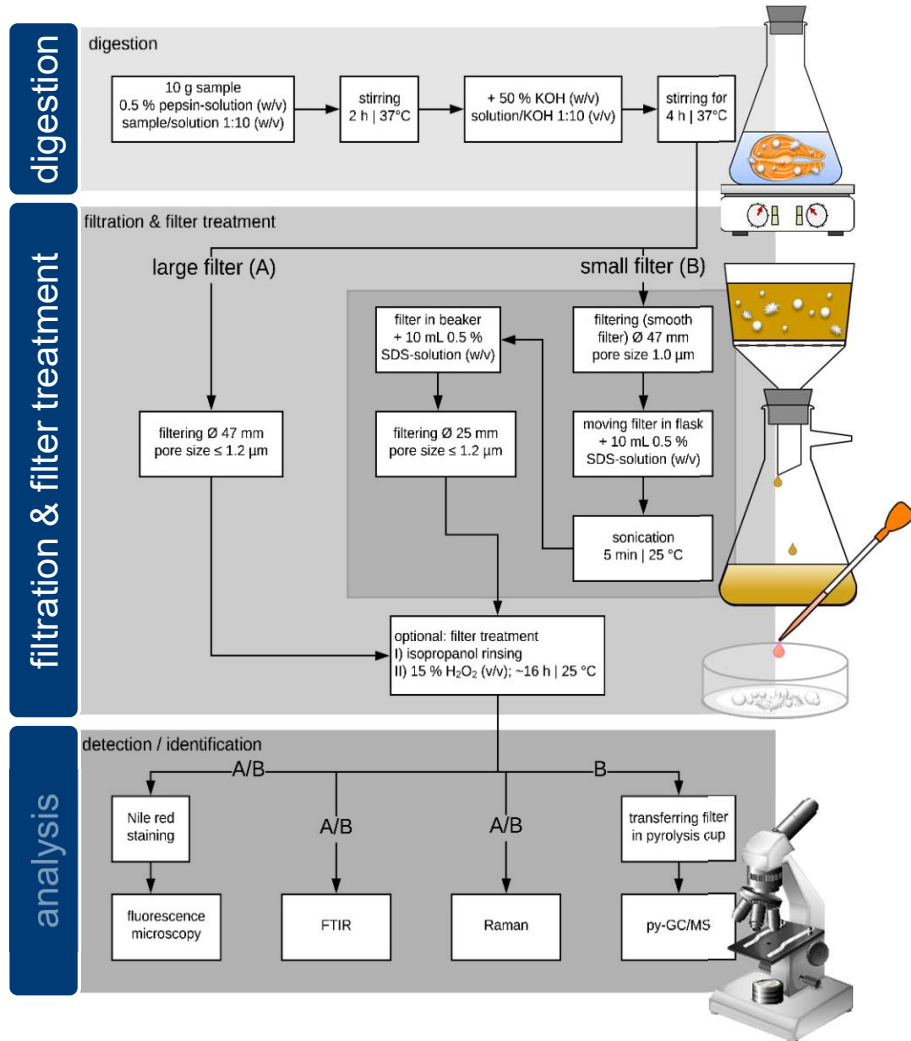 digestion
digestion
10 g sample
0.5 % pepsin-solution (w/v)
sample/solution 1:10 (w/v)
stirring
2 h | 37°C
+ 50 % KOH (w/v)
solution/KOH 1:10 (v/v)
stirring for
4 h | 37°C
filtration & filter treatment
filtration & filter treatment
large filter (A)
small filter (B)
filtering Ø 47 mm
pore size ≤ 1.2 µm
filtering (smooth
filter) Ø 47 mm
pore size 1.0 µm
moving filter in flask
+ 10 mL 0.5 %
SDS-solution (w/v)
sonication
5 min | 25 °C
filter in beaker
+ 10 mL 0.5 %
SDS-solution (w/v)
filtering Ø 25 mm
pore size ≤ 1.2 µm
optional: filter treatment
I) isopropanol rinsing
II) 15 % H₂O₂ (v/v); ~16 h | 25 °C
analysis
detection / identification
A/B
A/B
A/B
B
Nile red
staining
fluorescence
microscopy
FTIR
Raman
transferring filter
in pyrolysis cup
py-GC/MS